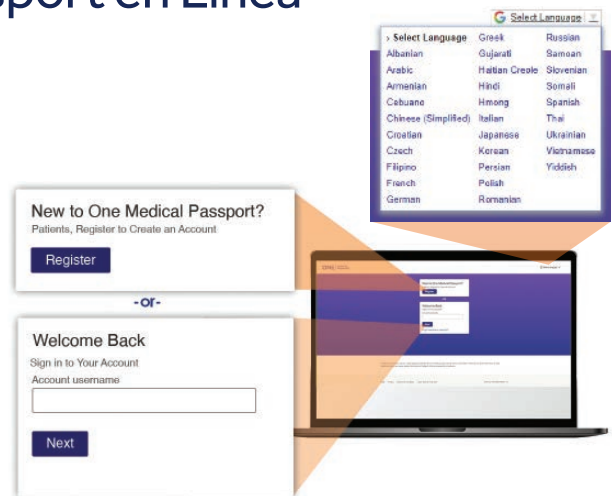 sport en Línea
Select Language
› Select Language
Albanian
Arabic
Armenian
Cebuano
Chinese (Simplified)
Croatian
Czech
Filipino
French
German
Greek
Gujarati
Haitian Creole
Hindi
Hmong
Italian
Japanese
Korean
Persian
Polish
Romanian
Russian
Samoan
Slovenian
Somali
Spanish
Thai
Ukrainian
Vietnamese
Yiddish
New to One Medical Passport?
Patients, Register to Create an Account
Register
-or-
Welcome Back
Sign in to Your Account
Account username
Next